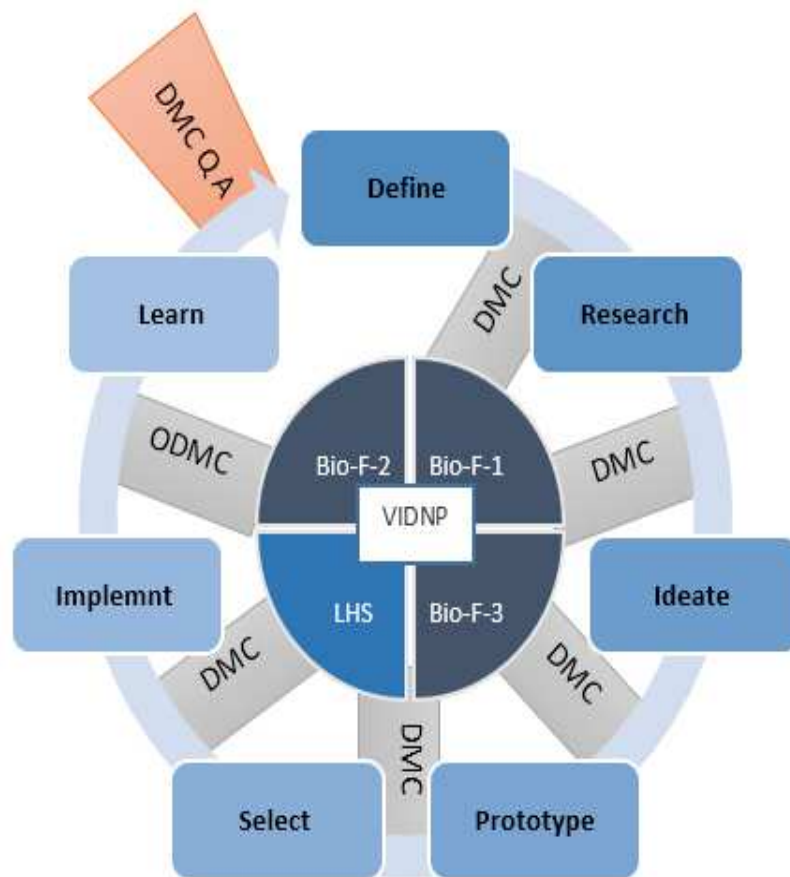 DMC Q A
Define
Learn
DMC
Research
ODMC
Bio-F-2
Bio-F-1
DMC
VIDNP
Implemnt
Ideate
LHS
Bio-F-3
DMC
DMC
DMC
Select
Prototype